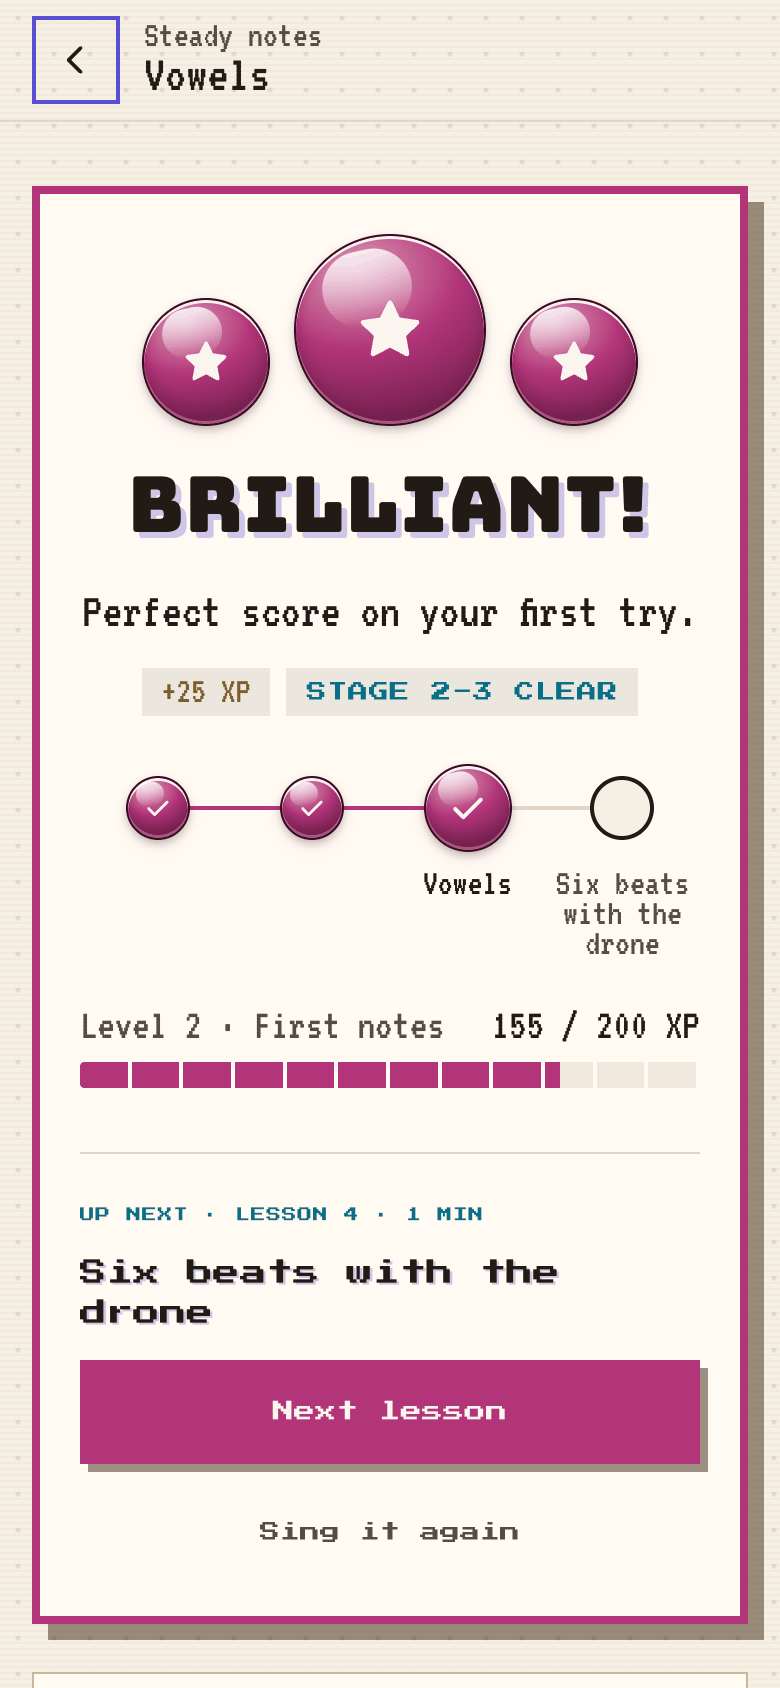 Steady notes
Vowels
BRILLIANT!
Perfect score on your first try.
+25 XP
STAGE 2-3 CLEAR
Vowels
Six beats
with the
drone
Level 2 · First notes
155 / 200 XP
UP NEXT · LESSON 4 · 1 MIN
Six beats with the
drone
Next lesson
Sing it again